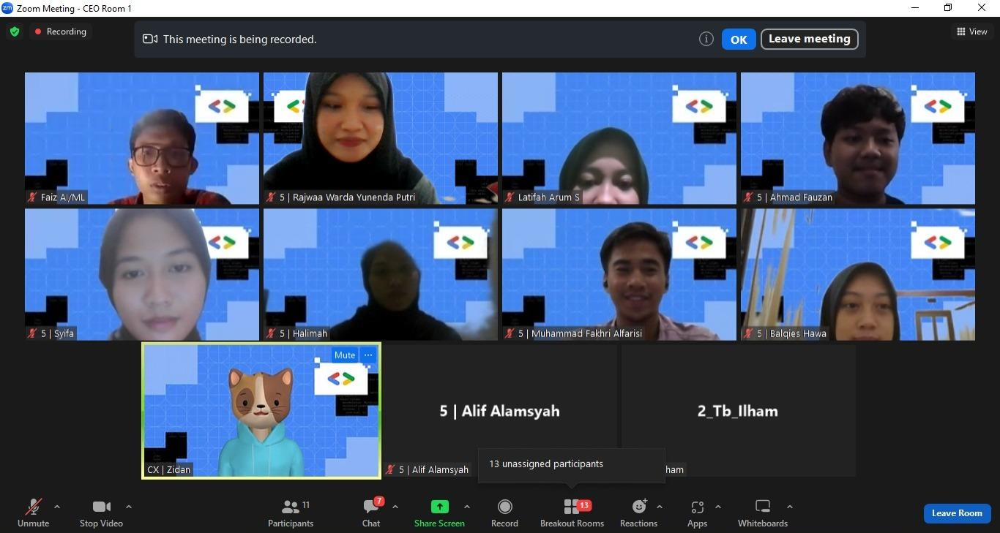 Zoom Meeting - CEO Room 1
Recording
This meeting is being recorded.
OK
Leave meeting
View
Faiz AI/ML
5 | Rajwaa Warda Yunenda Putri
Latifah Arum S
5 | Ahmad Fauzan
5 | Syifa
5 | Halimah
5 | Muhammad Fakhri Alfarisi
5 | Balqies Hawa
Mute
CX | Zidan
5 | Alif Alamsyah
5 | Alif Alamsyah
2_Tb_Ilham
ham
13 unassigned participants
Unmute
Stop Video
Participants 11
Chat 7
Share Screen
Record
Breakout Rooms 13
Reactions
Apps
Whiteboards
Leave Room